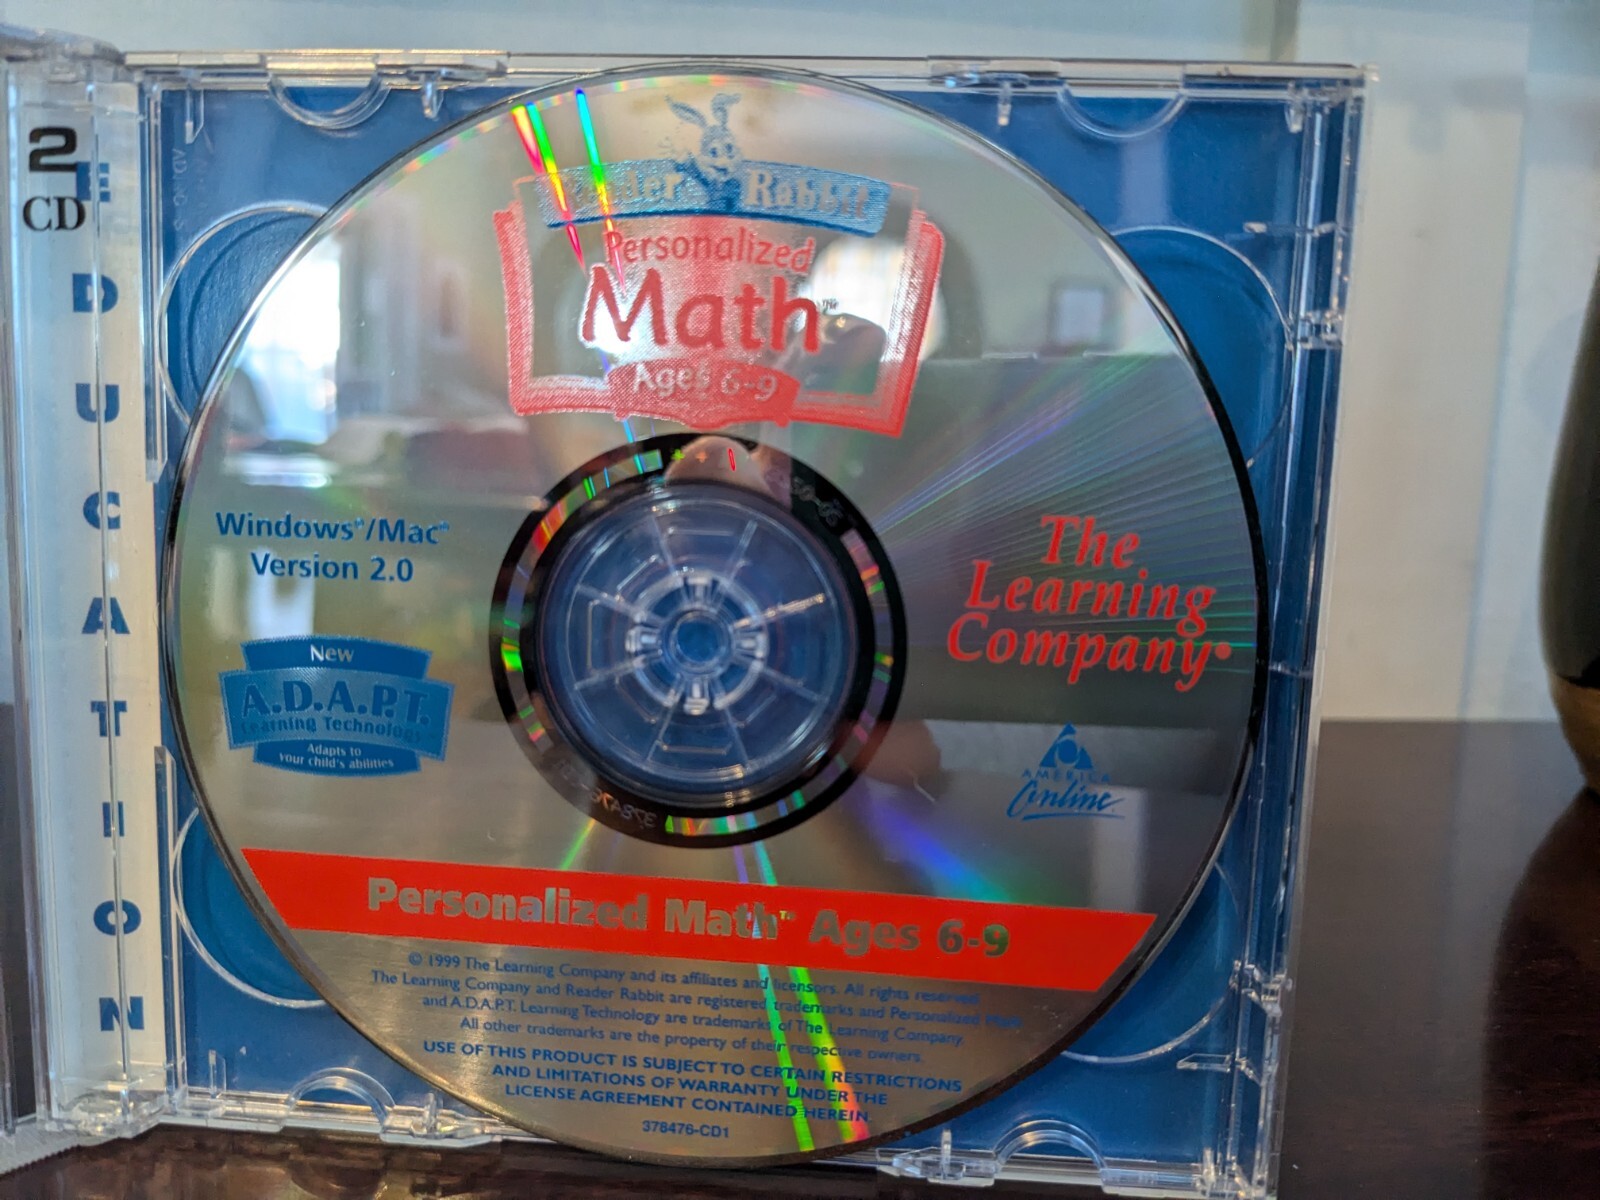 2
CD
EDUCATION
Reader Rabbit
Personalized
Math™
Ages 6-9
Windows®/Mac®
Version 2.0
New
A.D.A.P.T.
Learning Technology
Adapts to
your child's abilities
The
Learning
Company®
AMERICA
Online
Personalized Math™ Ages 6-9
© 1999 The Learning Company and its affiliates and licensors. All rights reserved.
The Learning Company and Reader Rabbit are registered trademarks and Personalized Math
and A.D.A.P.T. Learning Technology are trademarks of The Learning Company.
All other trademarks are the property of their respective owners.
USE OF THIS PRODUCT IS SUBJECT TO CERTAIN RESTRICTIONS
AND LIMITATIONS OF WARRANTY UNDER THE
LICENSE AGREEMENT CONTAINED HEREIN.
378476-CD1